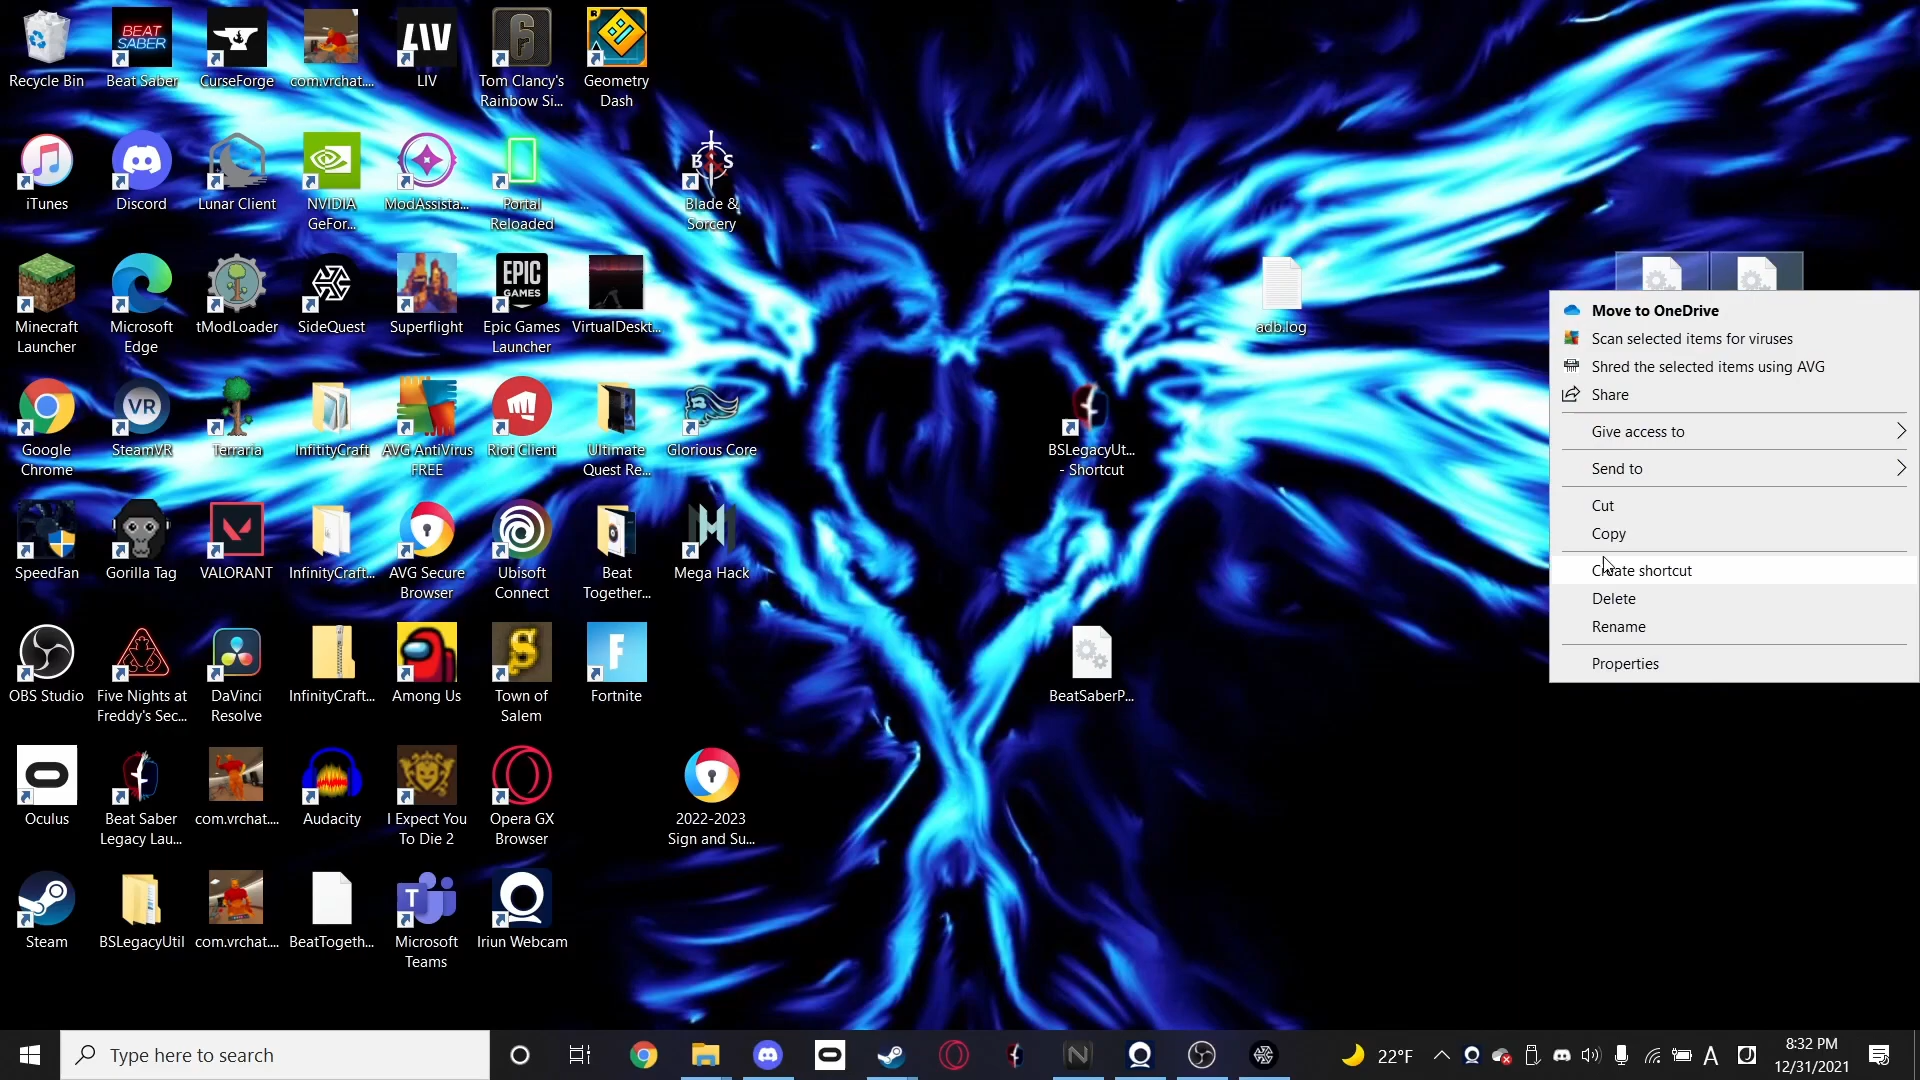 Recycle Bin
BEAT
SABER
Beat Saber
CurseForge
com.vrchat....
LIV
LIV
6
Tom Clancy's
Rainbow Si...
Geometry
Dash
iTunes
Discord
Lunar Client
NVIDIA
GeFor...
ModAssista...
Portal
Reloaded
B S
Blade &
Sorcery
Minecraft
Launcher
Microsoft
Edge
tModLoader
SideQuest
Superflight
EPIC
GAMES
Epic Games
Launcher
VirtualDeskt...
adb.log
Google
Chrome
VR
SteamVR
Terraria
InfitityCraft
AVG AntiVirus
FREE
Riot Client
Ultimate
Quest Re...
Glorious Core
BSLegacyUt...
- Shortcut
SpeedFan
Gorilla Tag
VALORANT
InfinityCraft...
AVG Secure
Browser
Ubisoft
Connect
Beat
Together...
Mega Hack
OBS Studio
Five Nights at
Freddy's Sec...
DaVinci
Resolve
InfinityCraft...
Among Us
S
Town of
Salem
F
Fortnite
BeatSaberP...
Oculus
Beat Saber
Legacy Lau...
com.vrchat....
Audacity
I Expect You
To Die 2
Opera GX
Browser
2022-2023
Sign and Su...
Steam
BSLegacyUtil
com.vrchat....
BeatTogeth...
T
Microsoft
Teams
Iriun Webcam
Move to OneDrive
Scan selected items for viruses
Shred the selected items using AVG
Share
Give access to
Send to
Cut
Copy
Create shortcut
Delete
Rename
Properties
Type here to search
N
22°F
A
8:32 PM
12/31/2021